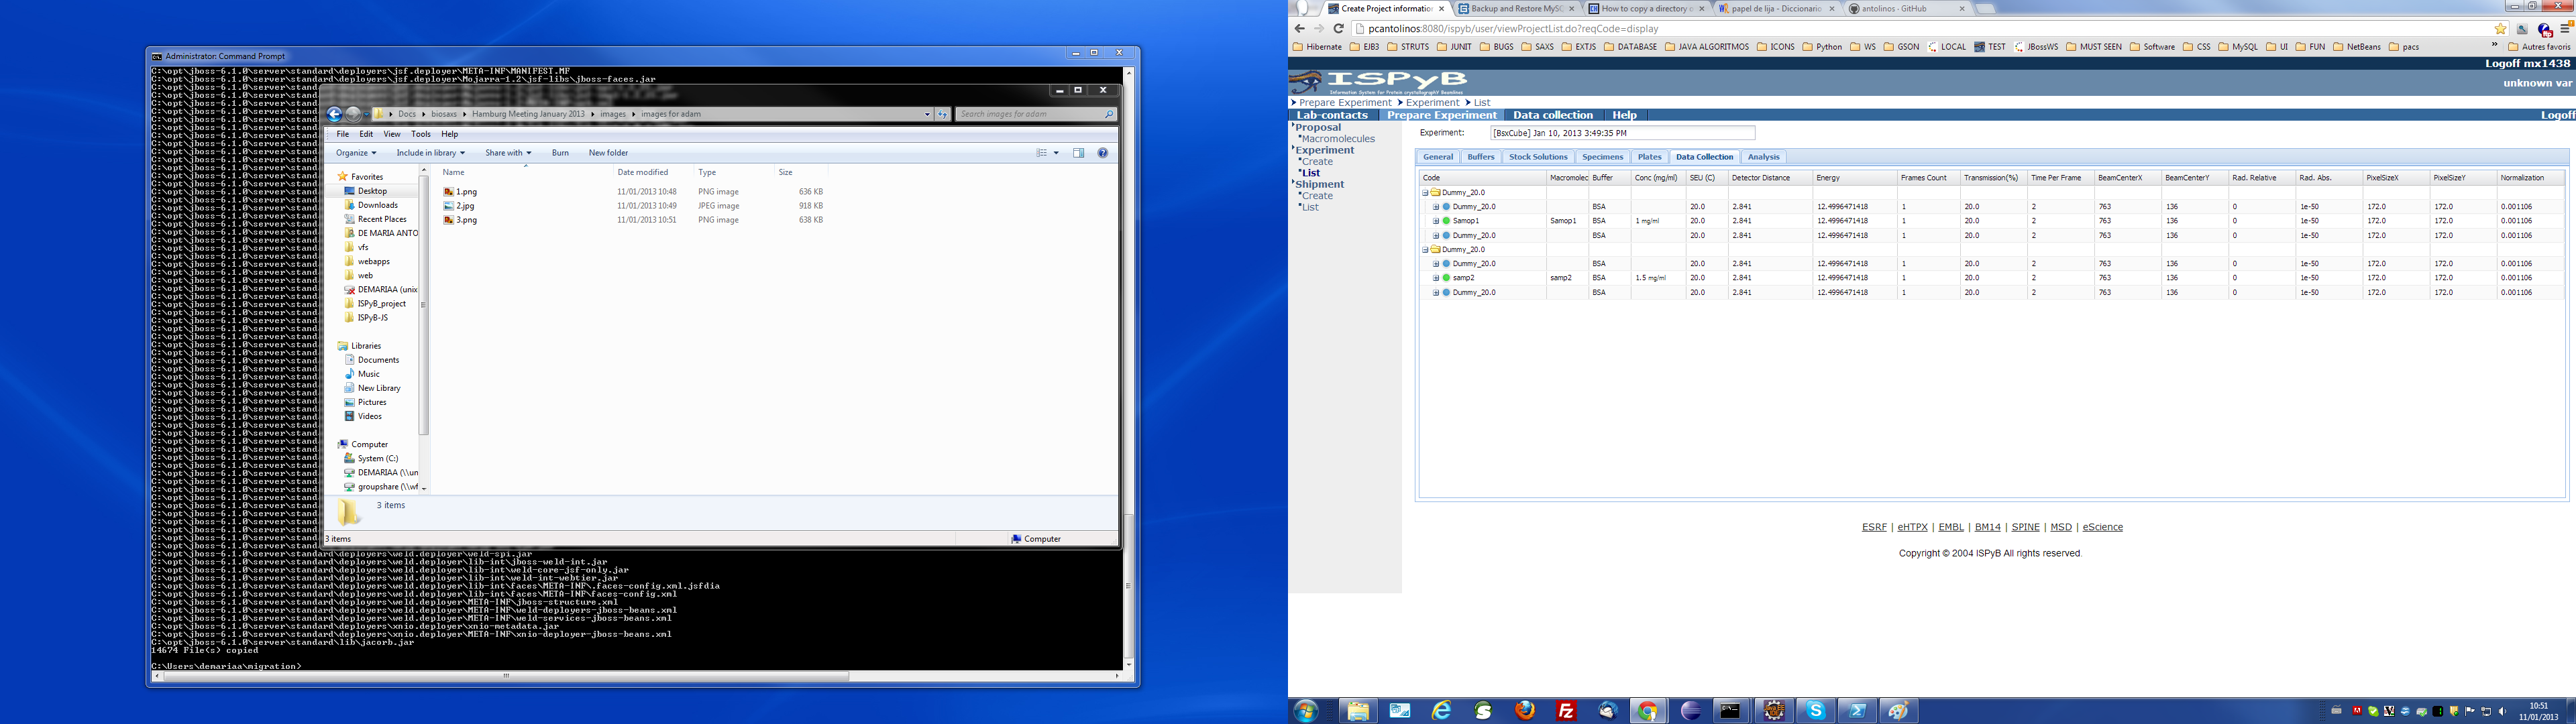 Administrator Command Prompt
C:\opt\jboss-6.1.0\server\standard\deployers\jsf.deployer\META-INF\MANIFEST.MF
C:\opt\jboss-6.1.0\server\standard\deployers\jsf.deployer\Mojarra-1.2\jsf-libs\jboss-faces.jar
Docs
biosaxs
Hamburg Meeting January 2013
images
images for adam
Search images for adam
File Edit View Tools Help
Organize Include in library Share with Burn New folder
Name Date modified Type Size
1.png 11/01/2013 10:48 PNG image 636 KB
2.jpg 11/01/2013 10:49 JPEG image 918 KB
3.png 11/01/2013 10:51 PNG image 638 KB
Favorites
Desktop
Downloads
Recent Places
DE MARIA ANTO
vfs
webapps
web
DEMARIAA (unix
ISPyB_project
ISPyB-JS
Libraries
Documents
Music
New Library
Pictures
Videos
Computer
System (C:)
DEMARIAA (\\un
groupshare (\\wf
3 items
3 items
Computer
C:\opt\jboss-6.1.0\server\standard\deployers\weld.deployer\weld-spi.jar
C:\opt\jboss-6.1.0\server\standard\deployers\weld.deployer\lib-int\jboss-weld-int.jar
C:\opt\jboss-6.1.0\server\standard\deployers\weld.deployer\lib-int\weld-core-jsf-only.jar
C:\opt\jboss-6.1.0\server\standard\deployers\weld.deployer\lib-int\weld-int-webtier.jar
C:\opt\jboss-6.1.0\server\standard\deployers\weld.deployer\lib-int\faces\META-INF\.faces-config.xml.jsfdia
C:\opt\jboss-6.1.0\server\standard\deployers\weld.deployer\lib-int\faces\META-INF\faces-config.xml
C:\opt\jboss-6.1.0\server\standard\deployers\weld.deployer\META-INF\jboss-structure.xml
C:\opt\jboss-6.1.0\server\standard\deployers\weld.deployer\META-INF\weld-deployers-jboss-beans.xml
C:\opt\jboss-6.1.0\server\standard\deployers\weld.deployer\META-INF\weld-services-jboss-beans.xml
C:\opt\jboss-6.1.0\server\standard\deployers\xnio.deployer\xnio-metadata.jar
C:\opt\jboss-6.1.0\server\standard\deployers\xnio.deployer\META-INF\xnio-deployer-jboss-beans.xml
C:\opt\jboss-6.1.0\server\standard\lib\jacorb.jar
14674 File(s) copied
C:\Users\demariaa\migration>
Create Project information
Backup and Restore MySQ
How to copy a directory
papel de lija - Diccionario
antolinos · GitHub
pcantolinos:8080/ispyb/user/viewProjectList.do?reqCode=display
Hibernate EJB3 STRUTS JUNIT BUGS SAXS EXTJS DATABASE JAVA ALGORITMOS ICONS Python WS GSON LOCAL TEST JBossWS MUST SEEN Software CSS MySQL UI FUN NetBeans pacs » Autres favoris
Logoff mx1438
ISPyB
Information System for Protein crystallographY Beamlines
unknown var
Prepare Experiment Experiment List
Lab-contacts Prepare Experiment Data collection Help Logoff
Proposal
Macromolecules
Experiment
Create
List
Shipment
Create
List
Experiment: [BsxCube] Jan 10, 2013 3:49:35 PM
General Buffers Stock Solutions Specimens Plates Data Collection Analysis
Code Macromolec Buffer Conc (mg/ml) SEU (C) Detector Distance Energy Frames Count Transmission(%) Time Per Frame BeamCenterX BeamCenterY Rad. Relative Rad. Abs. PixelSizeX PixelSizeY Normalization
Dummy_20.0
Dummy_20.0 BSA 20.0 2.841 12.4996471418 1 20.0 2 763 136 0 1e-50 172.0 172.0 0.001106
Samop1 Samop1 BSA 1 mg/ml 20.0 2.841 12.4996471418 1 20.0 2 763 136 0 1e-50 172.0 172.0 0.001106
Dummy_20.0 BSA 20.0 2.841 12.4996471418 1 20.0 2 763 136 0 1e-50 172.0 172.0 0.001106
Dummy_20.0
Dummy_20.0 BSA 20.0 2.841 12.4996471418 1 20.0 2 763 136 0 1e-50 172.0 172.0 0.001106
samp2 samp2 BSA 1.5 mg/ml 20.0 2.841 12.4996471418 1 20.0 2 763 136 0 1e-50 172.0 172.0 0.001106
Dummy_20.0 BSA 20.0 2.841 12.4996471418 1 20.0 2 763 136 0 1e-50 172.0 172.0 0.001106
ESRF | eHTPX | EMBL | BM14 | SPINE | MSD | eScience
Copyright © 2004 ISPyB All rights reserved.
10:51
11/01/2013